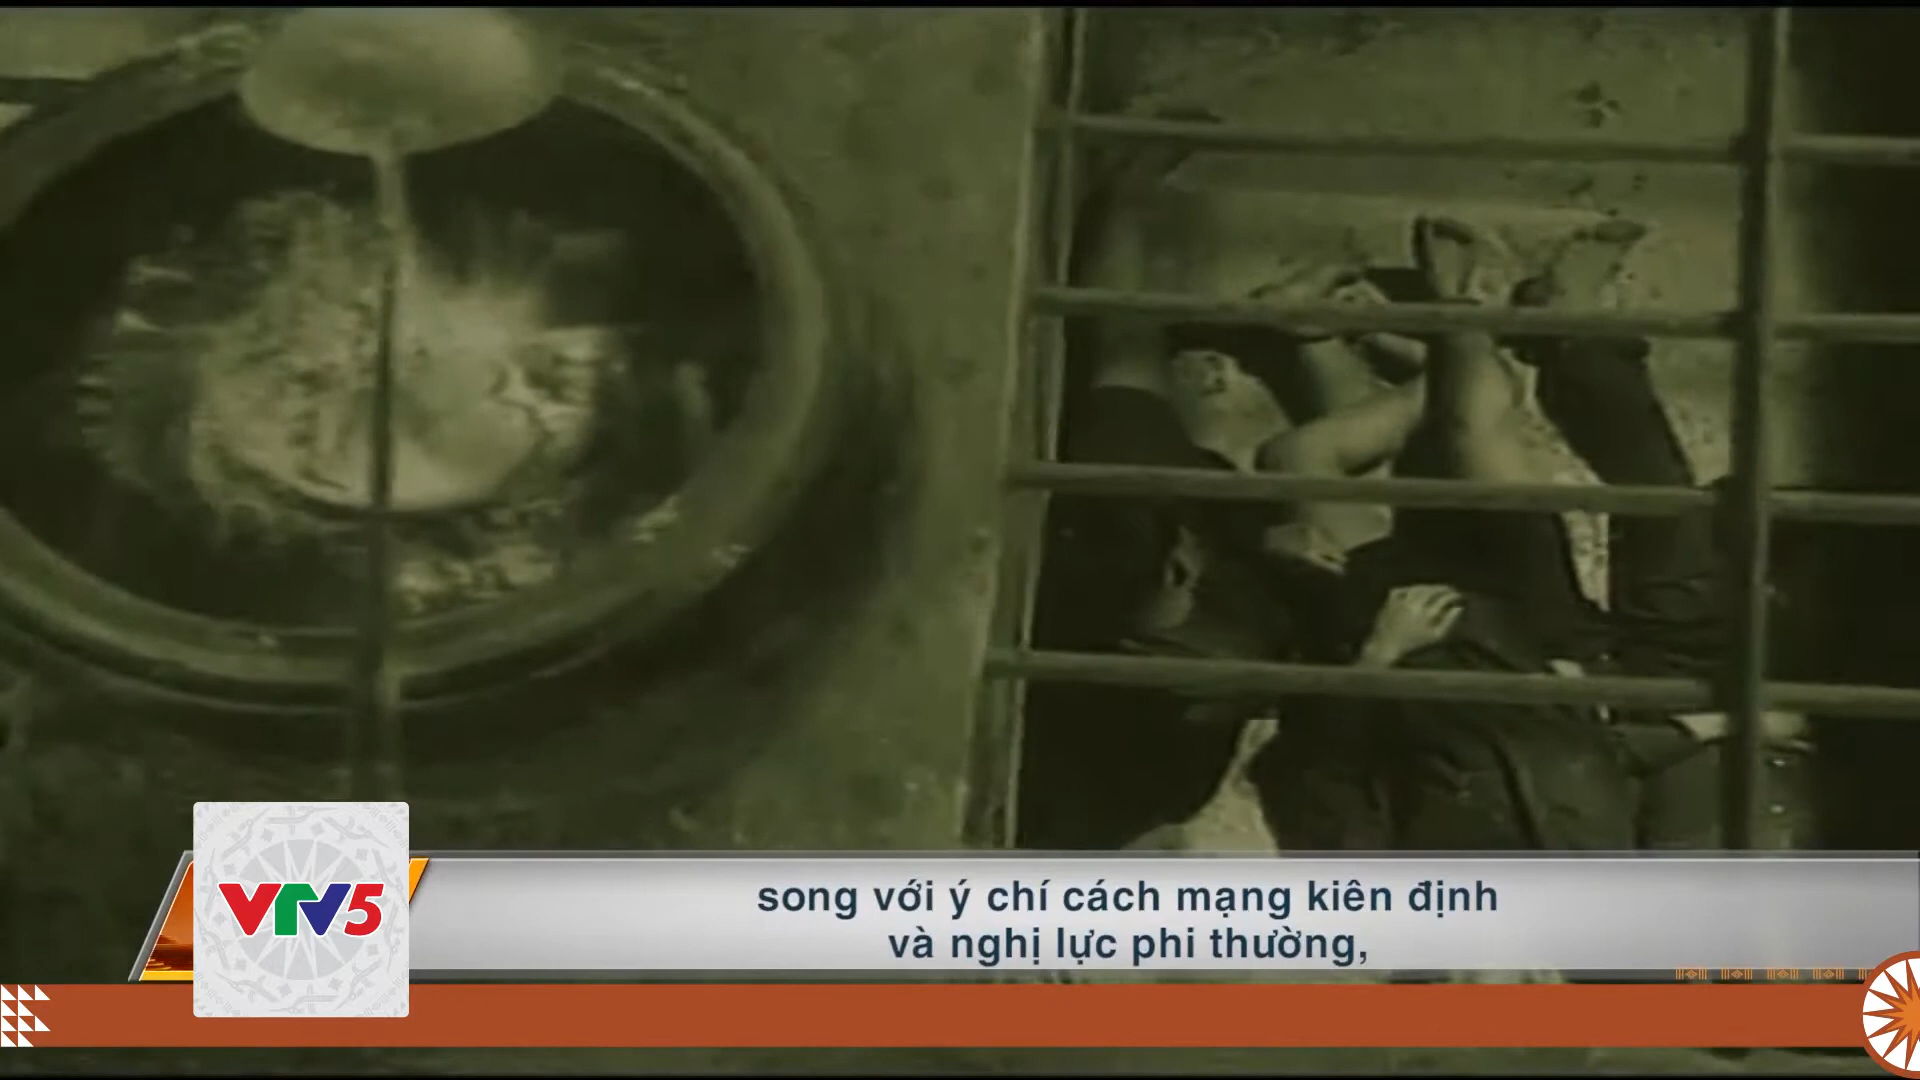 song với ý chí cách mạng kiên định
VTV5
và nghị lực phi thường,